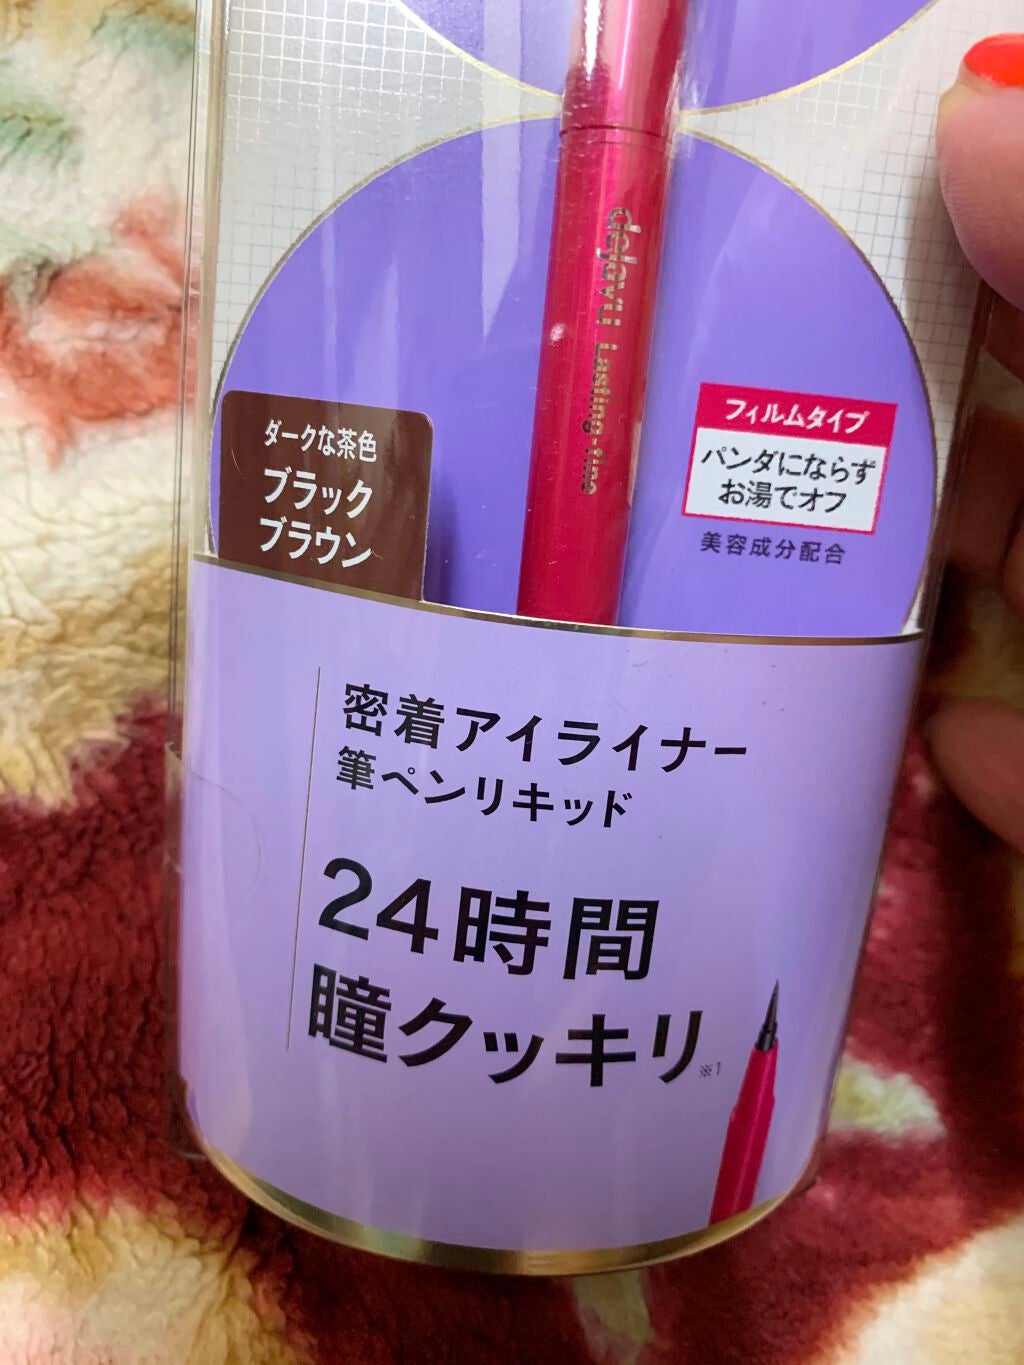 dejavu Lasting-fine
フィルムタイプ
パンダにならず
お湯でオフ
美容成分配合
ダークな茶色
ブラック
ブラウン
密着アイライナー
筆ペンリキッド
24時間
瞳クッキリ※1